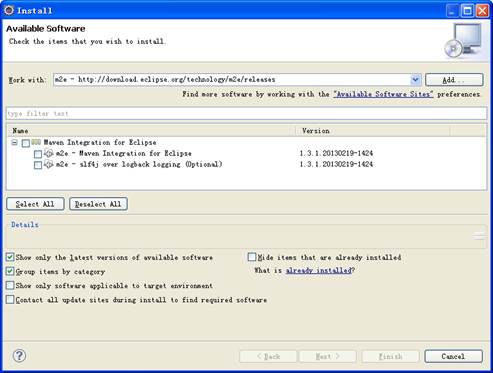 Install
Available Software
Check the items that you wish to install.
Work with: m2e - http://download.eclipse.org/technology/m2e/releases Add...
Find more software by working with the "Available Software Sites" preferences.
type filter text
Name Version
Maven Integration for Eclipse
m2e - Maven Integration for Eclipse 1.3.1.20130219-1424
m2e - slf4j over logback logging (Optional) 1.3.1.20130219-1424
Select All Deselect All
Details
Show only the latest versions of available software Hide items that are already installed
Group items by category What is already installed?
Show only software applicable to target environment
Contact all update sites during install to find required software
? < Back Next > Finish Cancel